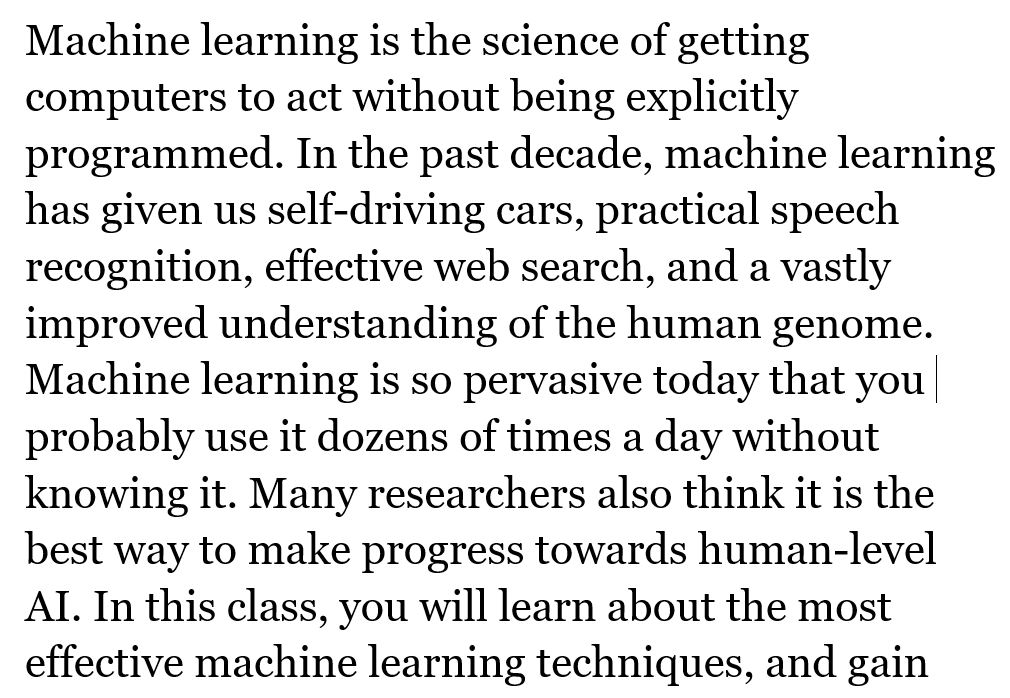 Machine learning is the science of getting
computers to act without being explicitly
programmed. In the past decade, machine learning
has given us self-driving cars, practical speech
recognition, effective web search, and a vastly
improved understanding of the human genome.
Machine learning is so pervasive today that you
probably use it dozens of times a day without
knowing it. Many researchers also think it is the
best way to make progress towards human-level
AI. In this class, you will learn about the most
effective machine learning techniques, and gain